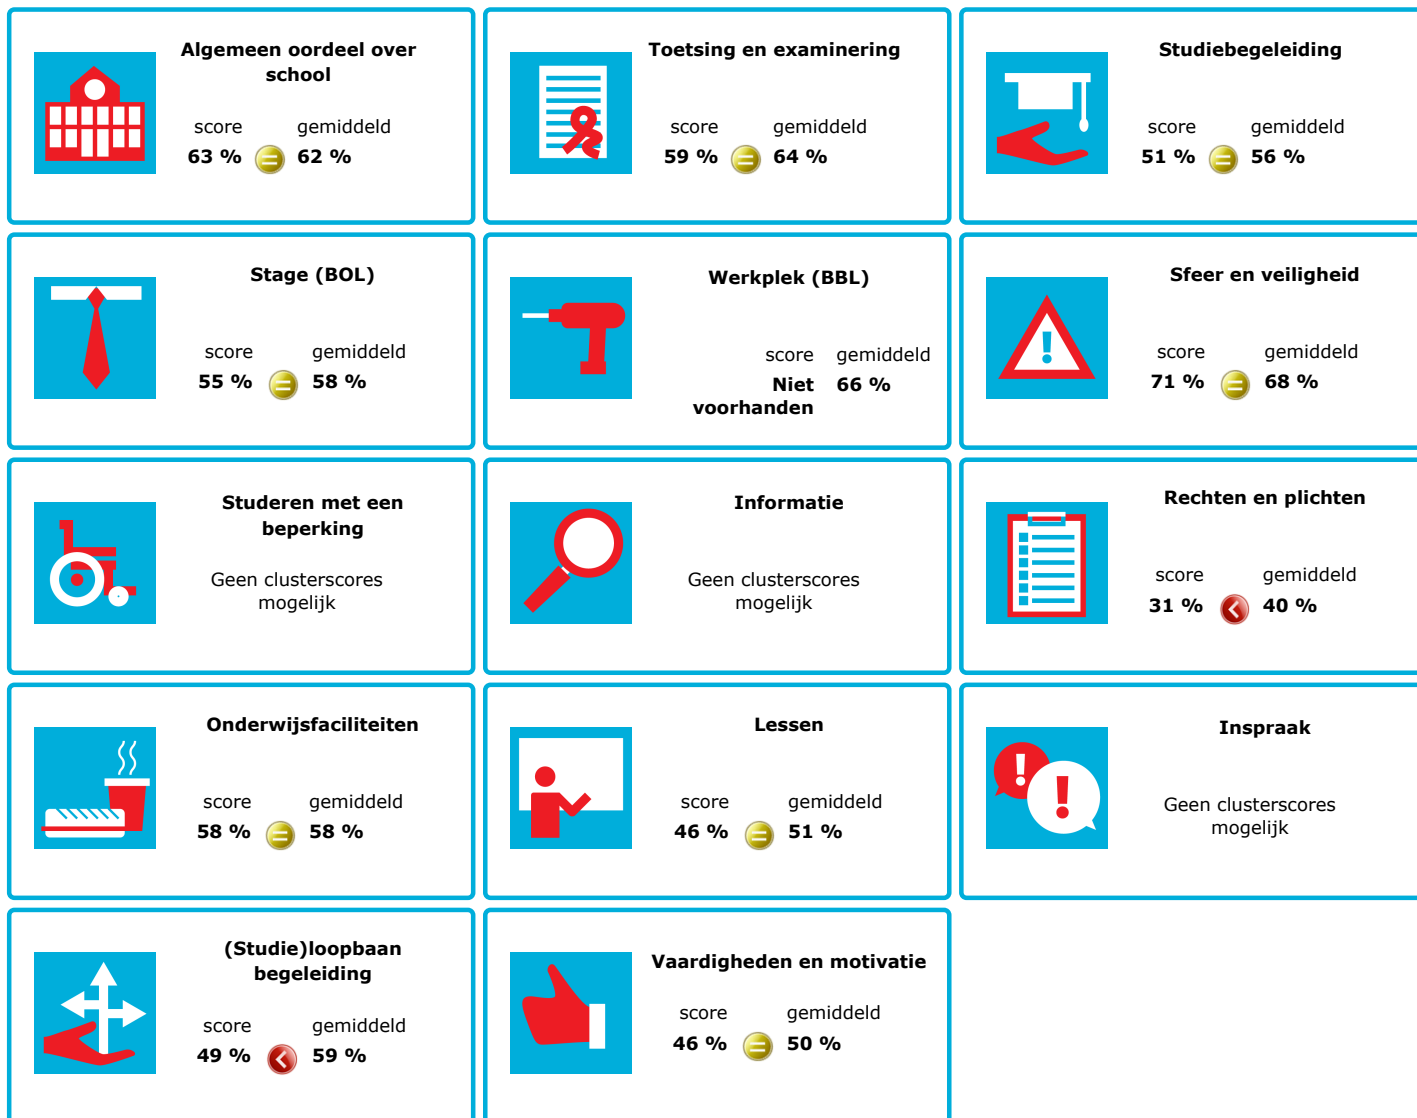 Algemeen oordeel over
school
score gemiddeld
63 % = 62 %
Toetsing en examinering
score gemiddeld
59 % = 64 %
Studiebegeleiding
score gemiddeld
51 % = 56 %
Stage (BOL)
score gemiddeld
55 % = 58 %
Werkplek (BBL)
score gemiddeld
Niet 66 %
voorhanden
Sfeer en veiligheid
score gemiddeld
71 % = 68 %
Studeren met een
beperking
Geen clusterscores
mogelijk
Informatie
Geen clusterscores
mogelijk
Rechten en plichten
score gemiddeld
31 % < 40 %
Onderwijsfaciliteiten
score gemiddeld
58 % = 58 %
Lessen
score gemiddeld
46 % = 51 %
Inspraak
Geen clusterscores
mogelijk
(Studie)loopbaan
begeleiding
score gemiddeld
49 % < 59 %
Vaardigheden en motivatie
score gemiddeld
46 % = 50 %